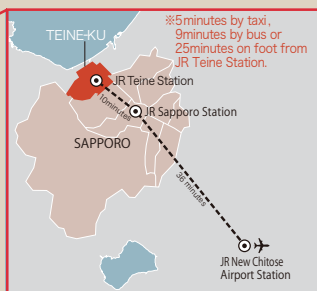 ※5minutes by taxi,
9minutes by bus or
25minutes on foot from
JR Teine Station.
TEINE-KU
JR Teine Station
10minutes
JR Sapporo Station
SAPPORO
36 minutes
JR New Chitose
Airport Station